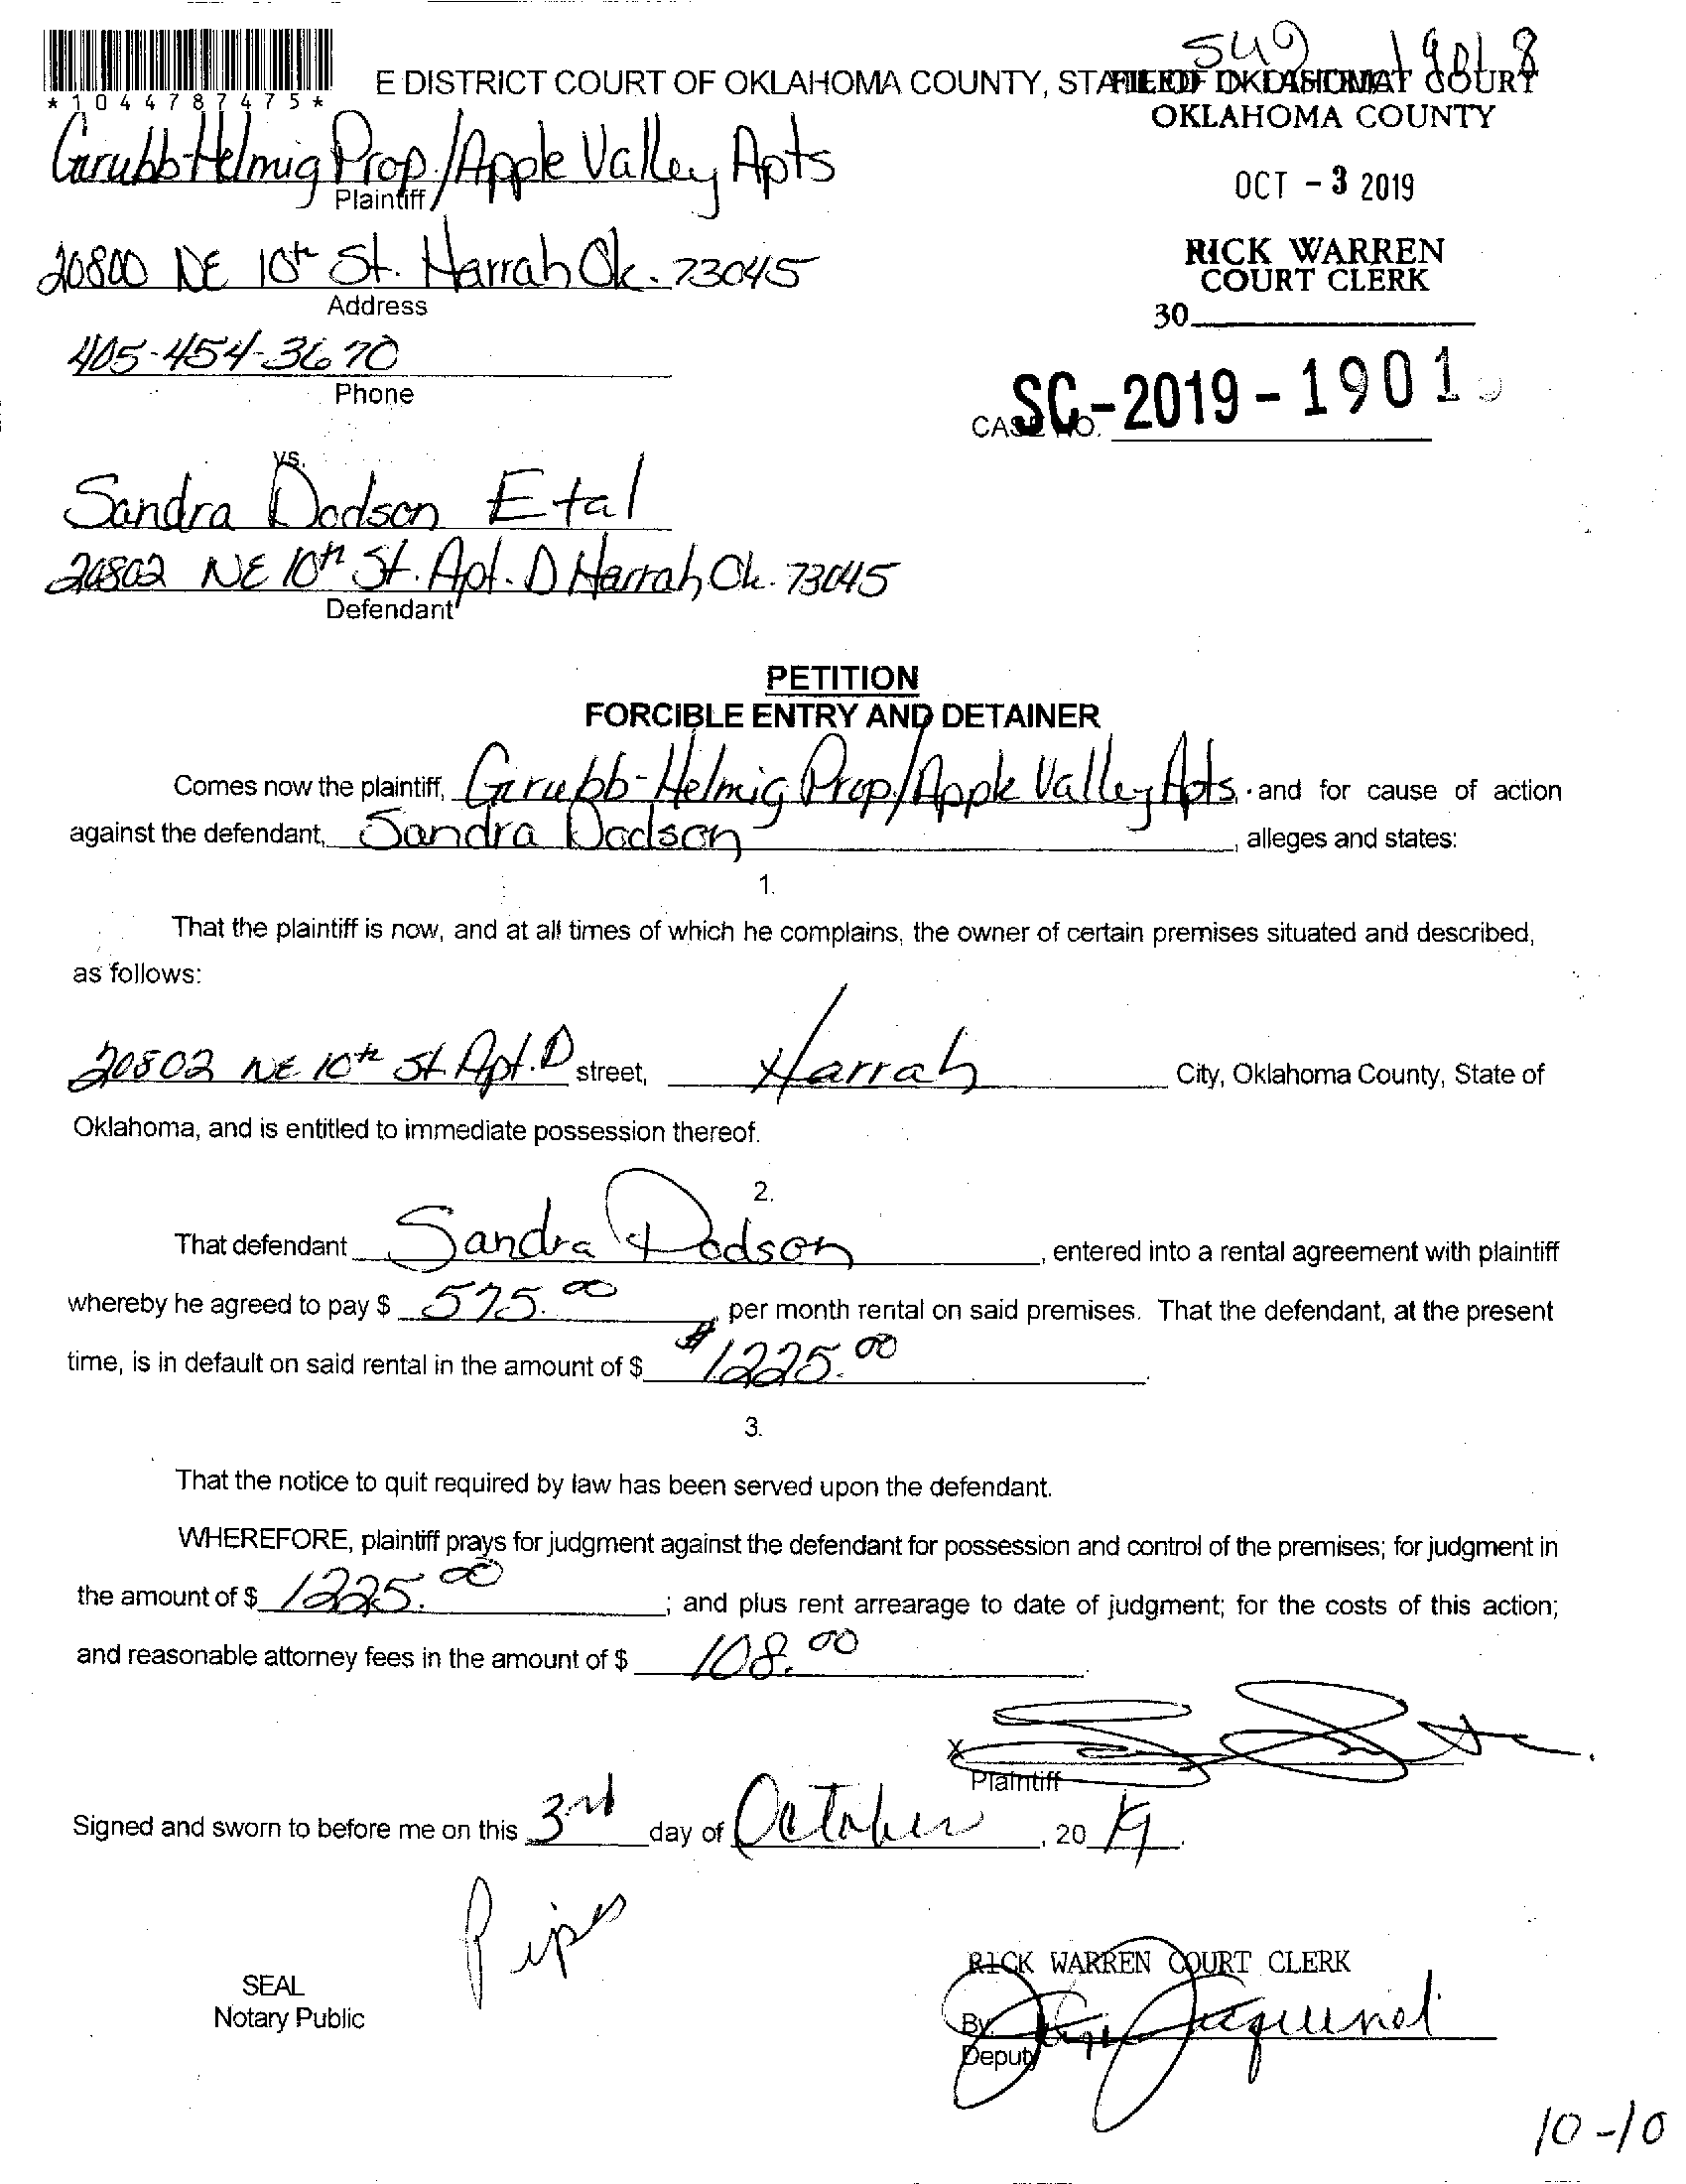 *1044787475*
E DISTRICT COURT OF OKLAHOMA COUNTY, STATE OF OKLAHOMA
19018
FILED IN DISTRICT COURT
OKLAHOMA COUNTY
Grubb-Helmig Prop./Apple Valley Apts
Plaintiff
OCT - 3 2019
20800 NE 10th St. Harrah Ok. 73045
Address
RICK WARREN
COURT CLERK
30
405-454-3670
Phone
CASE NO. SC-2019-1901
vs.
Sandra Dodson Etal
20802 NE 10th St. Apt. D Harrah, Ok. 73045
Defendant
PETITION
FORCIBLE ENTRY AND DETAINER
Comes now the plaintiff, Grubb-Helmig Prop/Apple Valley Apts. and for cause of action
against the defendant, Sandra Dodson, alleges and states:
1.
That the plaintiff is now, and at all times of which he complains, the owner of certain premises situated and described,
as follows:
20802 NE 10th St. Apt. D street, Harrah City, Oklahoma County, State of
Oklahoma, and is entitled to immediate possession thereof.
2.
That defendant Sandra Dodson, entered into a rental agreement with plaintiff
whereby he agreed to pay $ 575.00, per month rental on said premises. That the defendant, at the present
time, is in default on said rental in the amount of $ $1225.00.
3.
That the notice to quit required by law has been served upon the defendant.
WHEREFORE, plaintiff prays for judgment against the defendant for possession and control of the premises; for judgment in
the amount of $ 1225.00; and plus rent arrearage to date of judgment; for the costs of this action;
and reasonable attorney fees in the amount of $ 108.00
X
Plaintiff
Signed and sworn to before me on this 3rd day of October, 2019.
SEAL
Notary Public
RICK WARREN COURT CLERK
By
Deputy
10-10